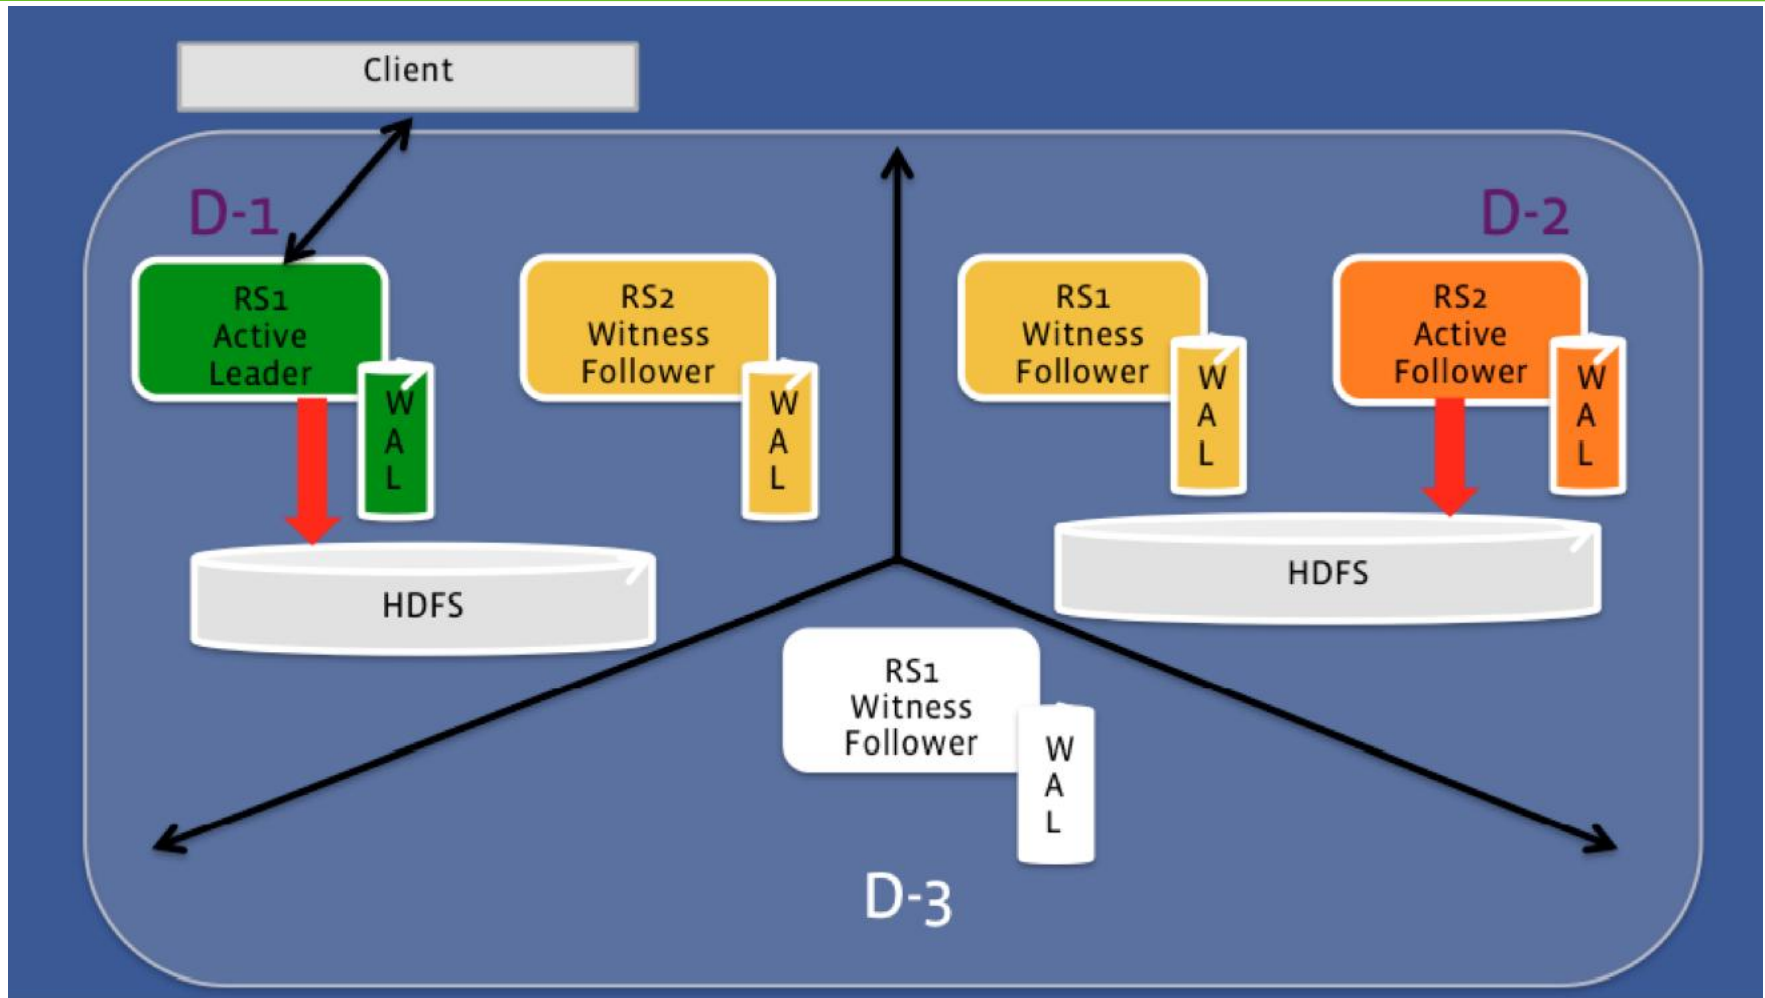 Client
D-1
D-2
RS1
Active
Leader
W
A
L
RS2
Witness
Follower
W
A
L
RS1
Witness
Follower
W
A
L
RS2
Active
Follower
W
A
L
HDFS
HDFS
RS1
Witness
Follower
W
A
L
D-3